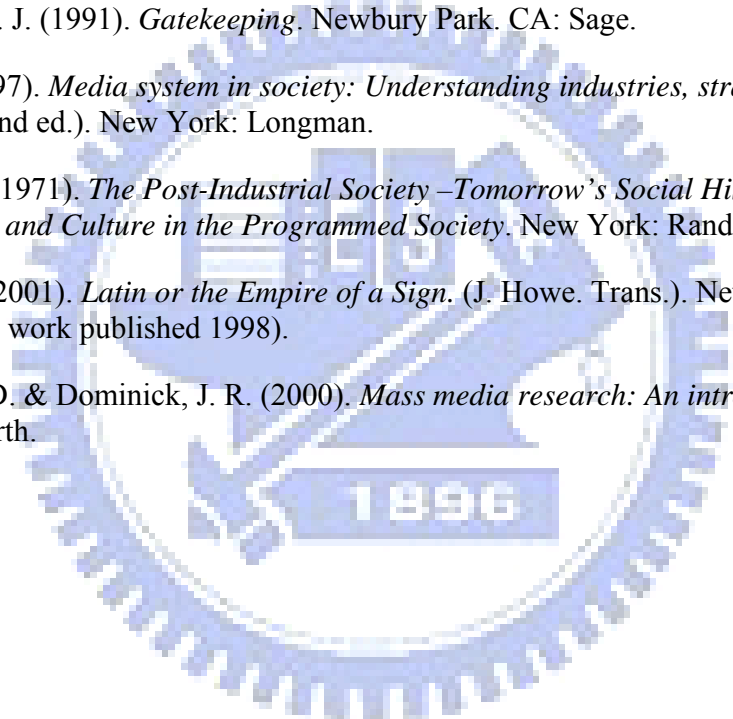 . J. (1991). Gatekeeping. Newbury Park. CA: Sage.
97). Media system in society: Understanding industries, stra
nd ed.). New York: Longman.
1971). The Post-Industrial Society –Tomorrow’s Social Hi
and Culture in the Programmed Society. New York: Rand
2001). Latin or the Empire of a Sign. (J. Howe. Trans.). Ne
work published 1998).
D. & Dominick, J. R. (2000). Mass media research: An intr
rth.
1896